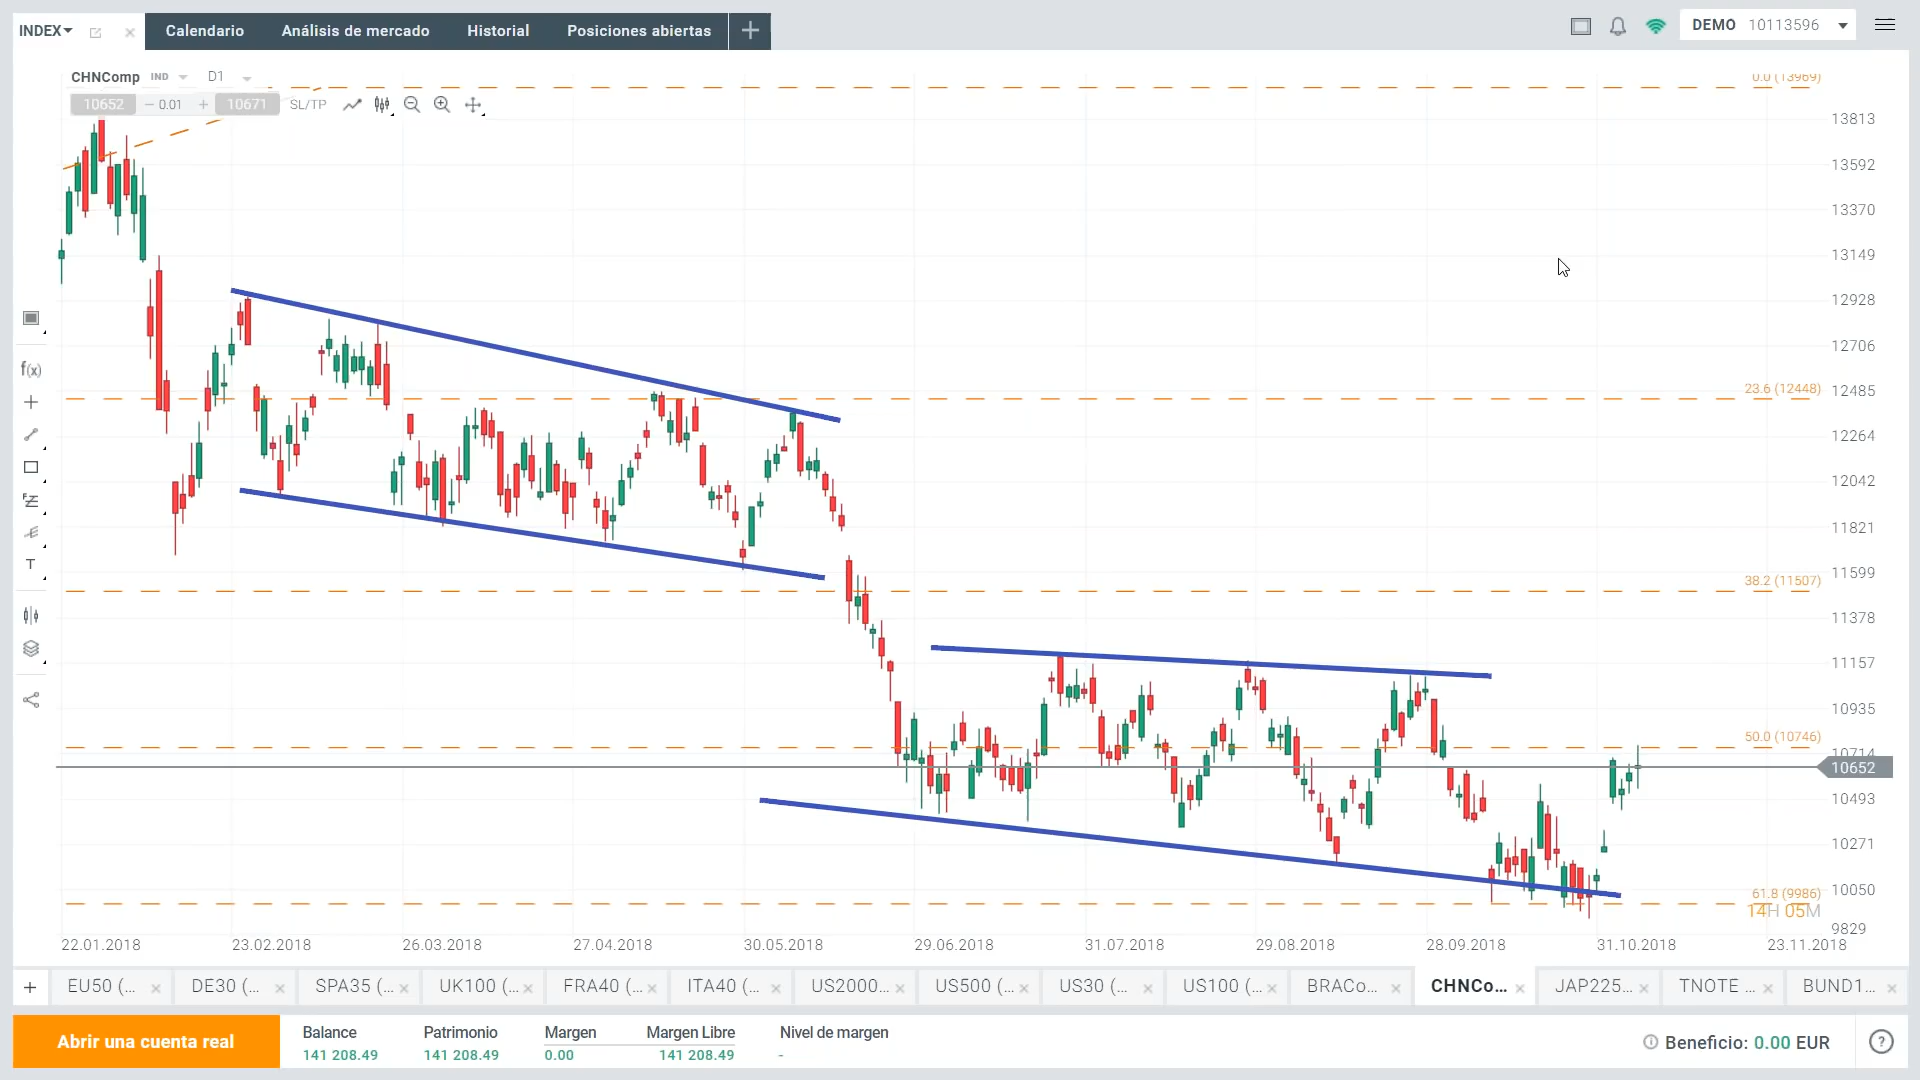 INDEX
Calendario
Análisis de mercado
Historial
Posiciones abiertas
DEMO 10113596
CHNComp IND D1
10652 – 0.01 + 10671 SL/TP
0.0 (13969)
13813
13592
13370
13149
12928
12706
23.6 (12448)
12485
12264
12042
11821
38.2 (11507)
11599
11378
11157
10935
50.0 (10746)
10714
10652
10493
10271
61.8 (9986)
10050
14H 05M
9829
f(x)
T
22.01.2018 23.02.2018 26.03.2018 27.04.2018 30.05.2018 29.06.2018 31.07.2018 29.08.2018 28.09.2018 31.10.2018 23.11.2018
+ EU50 (... DE30 (... SPA35 (... UK100 (... FRA40 (... ITA40 (... US2000... US500 (... US30 (... US100 (... BRACo... CHNCo... JAP225... TNOTE ... BUND1...
Abrir una cuenta real
Balance Patrimonio Margen Margen Libre Nivel de margen
141 208.49 141 208.49 0.00 141 208.49 -
Beneficio: 0.00 EUR
?